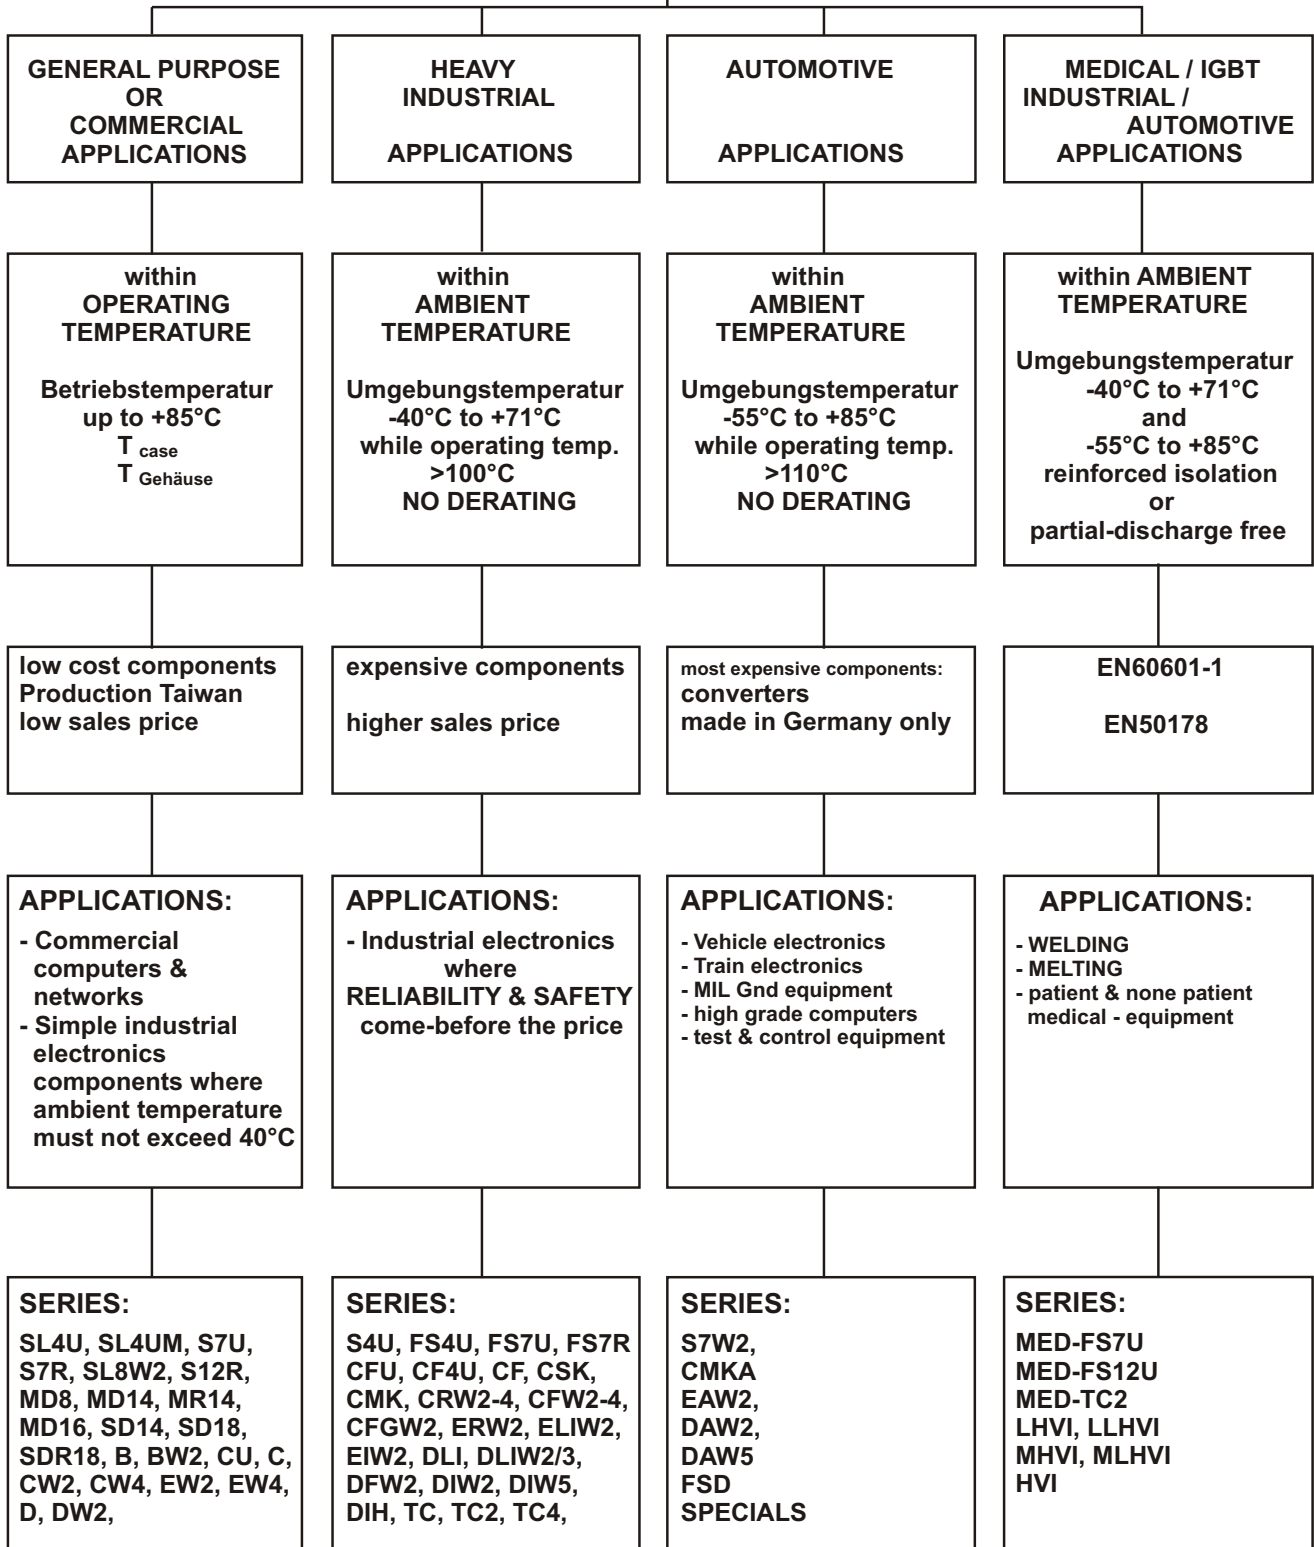 GENERAL PURPOSE
OR
COMMERCIAL
APPLICATIONS
HEAVY
INDUSTRIAL
APPLICATIONS
AUTOMOTIVE
APPLICATIONS
MEDICAL / IGBT
INDUSTRIAL /
AUTOMOTIVE
APPLICATIONS
within
OPERATING
TEMPERATURE
Betriebstemperatur
up to +85°C
T case
T Gehäuse
within
AMBIENT
TEMPERATURE
Umgebungstemperatur
-40°C to +71°C
while operating temp.
>100°C
NO DERATING
within
AMBIENT
TEMPERATURE
Umgebungstemperatur
-55°C to +85°C
while operating temp.
>110°C
NO DERATING
within AMBIENT
TEMPERATURE
Umgebungstemperatur
-40°C to +71°C
and
-55°C to +85°C
reinforced isolation
or
partial-discharge free
low cost components
Production Taiwan
low sales price
expensive components
higher sales price
most expensive components:
converters
made in Germany only
EN60601-1
EN50178
APPLICATIONS:
- Commercial
computers &
networks
- Simple industrial
electronics
components where
ambient temperature
must not exceed 40°C
APPLICATIONS:
- Industrial electronics
where
RELIABILITY & SAFETY
come-before the price
APPLICATIONS:
- Vehicle electronics
- Train electronics
- MIL Gnd equipment
- high grade computers
- test & control equipment
APPLICATIONS:
- WELDING
- MELTING
- patient & none patient
medical - equipment
SERIES:
SL4U, SL4UM, S7U,
S7R, SL8W2, S12R,
MD8, MD14, MR14,
MD16, SD14, SD18,
SDR18, B, BW2, CU, C,
CW2, CW4, EW2, EW4,
D, DW2,
SERIES:
S4U, FS4U, FS7U, FS7R
CFU, CF4U, CF, CSK,
CMK, CRW2-4, CFW2-4,
CFGW2, ERW2, ELIW2,
EIW2, DLI, DLIW2/3,
DFW2, DIW2, DIW5,
DIH, TC, TC2, TC4,
SERIES:
S7W2,
CMKA
EAW2,
DAW2,
DAW5
FSD
SPECIALS
SERIES:
MED-FS7U
MED-FS12U
MED-TC2
LHVI, LLHVI
MHVI, MLHVI
HVI